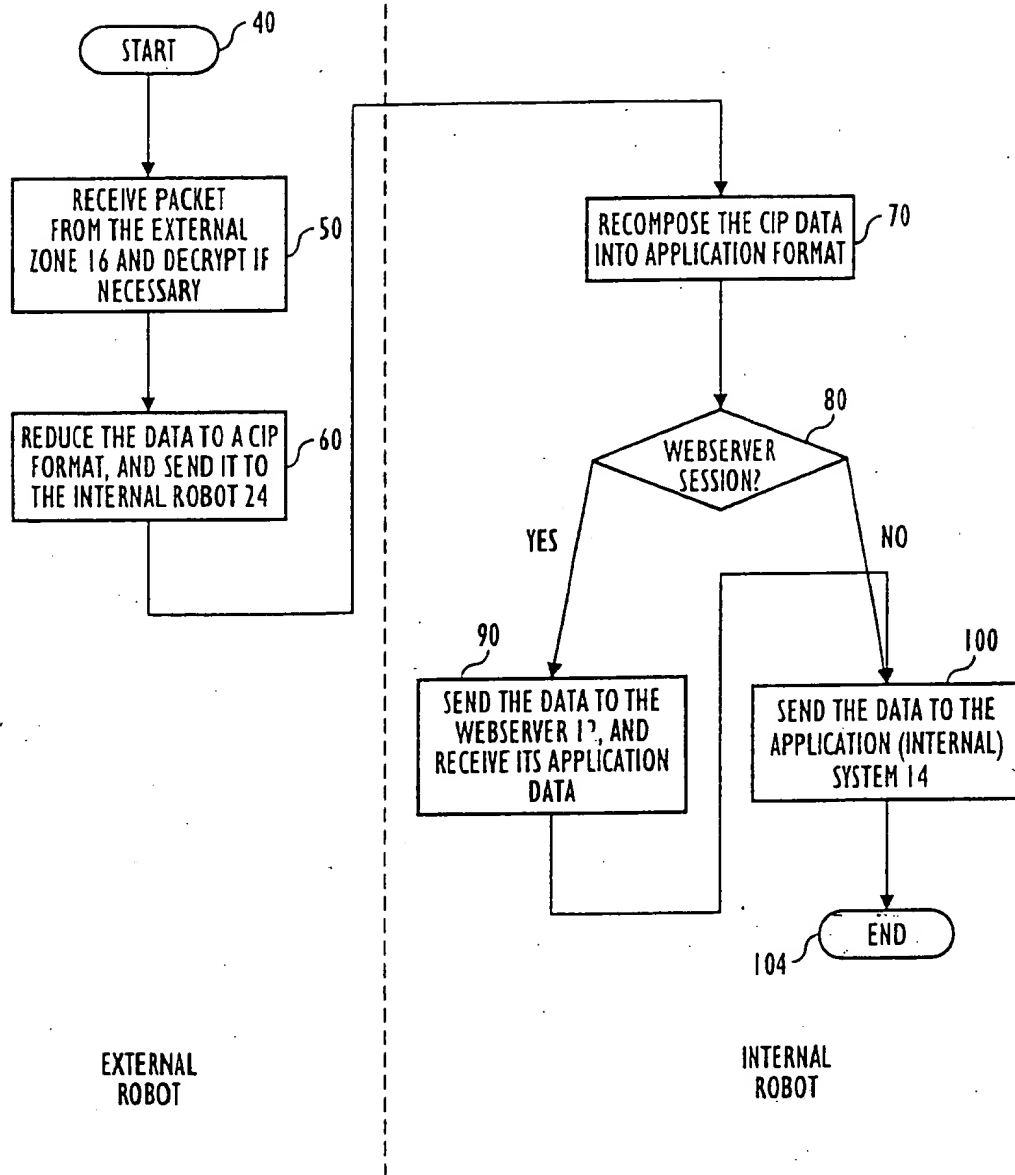 START
40
RECEIVE PACKET
FROM THE EXTERNAL
ZONE 16 AND DECRYPT IF
NECESSARY
50
REDUCE THE DATA TO A CIP
FORMAT, AND SEND IT TO
THE INTERNAL ROBOT 24
60
RECOMPOSE THE CIP DATA
INTO APPLICATION FORMAT
70
WEBSERVER
SESSION?
80
YES
NO
90
SEND THE DATA TO THE
WEBSERVER AND
RECEIVE ITS APPLICATION
DATA
100
SEND THE DATA TO THE
APPLICATION (INTERNAL)
SYSTEM 14
END
104
EXTERNAL
ROBOT
INTERNAL
ROBOT